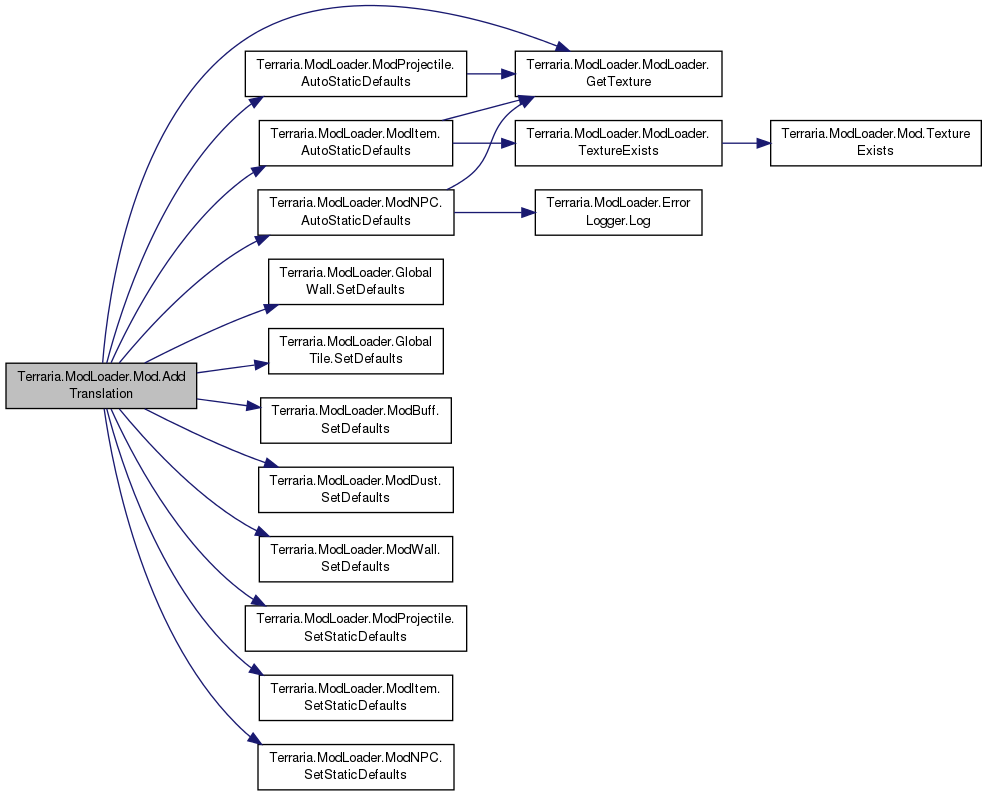 Terraria.ModLoader.ModProjectile.
AutoStaticDefaults
Terraria.ModLoader.ModLoader.
GetTexture
Terraria.ModLoader.ModItem.
AutoStaticDefaults
Terraria.ModLoader.ModLoader.
TextureExists
Terraria.ModLoader.Mod.Texture
Exists
Terraria.ModLoader.ModNPC.
AutoStaticDefaults
Terraria.ModLoader.Error
Logger.Log
Terraria.ModLoader.Global
Wall.SetDefaults
Terraria.ModLoader.Global
Tile.SetDefaults
Terraria.ModLoader.Mod.Add
Translation
Terraria.ModLoader.ModBuff.
SetDefaults
Terraria.ModLoader.ModDust.
SetDefaults
Terraria.ModLoader.ModWall.
SetDefaults
Terraria.ModLoader.ModProjectile.
SetStaticDefaults
Terraria.ModLoader.ModItem.
SetStaticDefaults
Terraria.ModLoader.ModNPC.
SetStaticDefaults